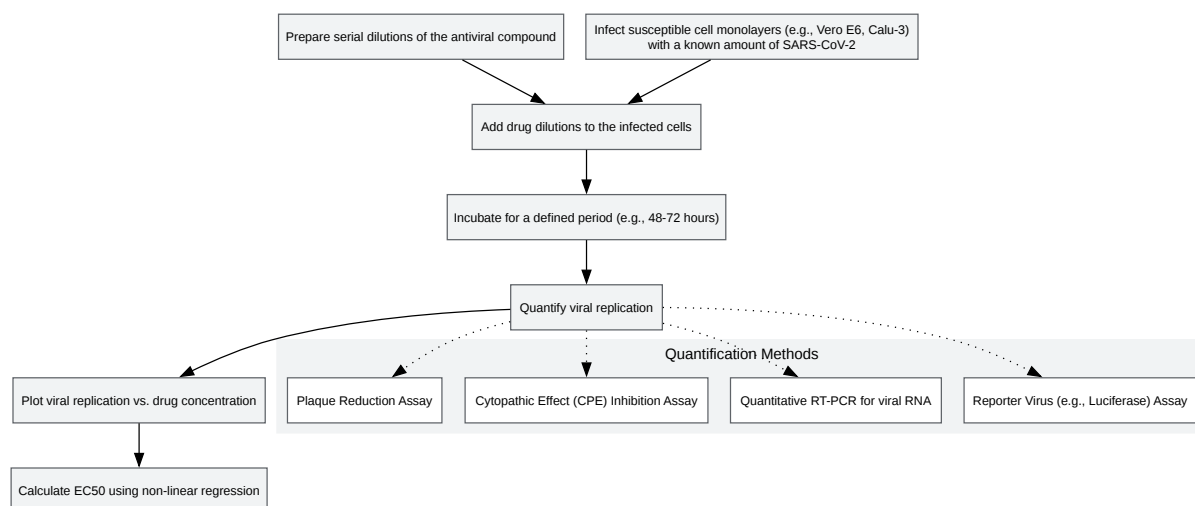 Prepare serial dilutions of the antiviral compound
Infect susceptible cell monolayers (e.g., Vero E6, Calu-3)
with a known amount of SARS-CoV-2
Add drug dilutions to the infected cells
Incubate for a defined period (e.g., 48-72 hours)
Quantify viral replication
Quantification Methods
Plot viral replication vs. drug concentration
Plaque Reduction Assay
Cytopathic Effect (CPE) Inhibition Assay
Quantitative RT-PCR for viral RNA
Reporter Virus (e.g., Luciferase) Assay
Calculate EC50 using non-linear regression